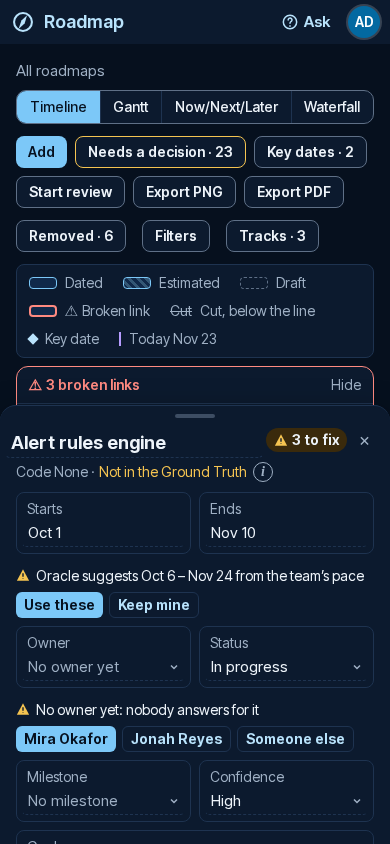 Roadmap
Ask
AD
All roadmaps
Timeline Gantt Now/Next/Later Waterfall
Add Needs a decision · 23 Key dates · 2
Start review Export PNG Export PDF
Removed · 6 Filters Tracks · 3
Dated Estimated Draft
⚠ Broken link Cut Cut, below the line
Key date Today Nov 23
⚠ 3 broken links Hide
Alert rules engine 3 to fix ×
Code None · Not in the Ground Truth i
Starts Ends
Oct 1 Nov 10
Oracle suggests Oct 6 – Nov 24 from the team's pace
Use these Keep mine
Owner Status
No owner yet In progress
No owner yet: nobody answers for it
Mira Okafor Jonah Reyes Someone else
Milestone Confidence
No milestone High